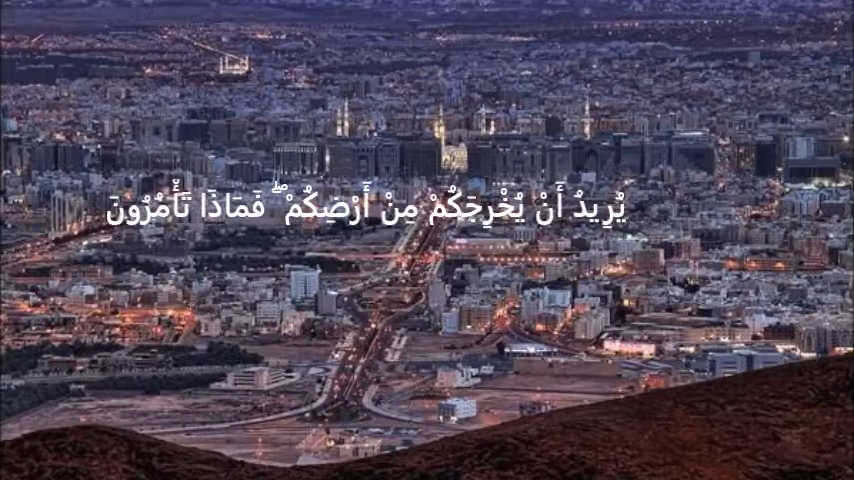 يُرِيدُ أَنْ يُخْرِجَكُمْ مِنْ أَرْضِكُمْ ۖ فَمَاذَا تَأْمُرُونَ